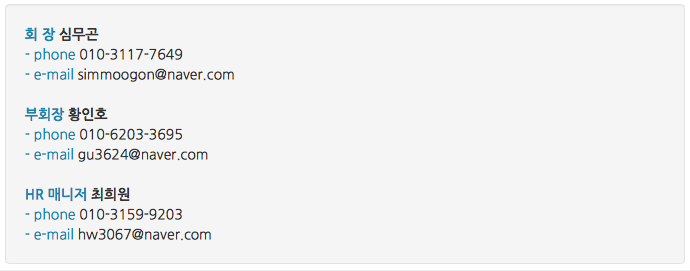 회 장 심무곤
- phone 010-3117-7649
- e-mail simmoogon@naver.com
부회장 황인호
- phone 010-6203-3695
- e-mail gu3624@naver.com
HR 매니저 최희원
- phone 010-3159-9203
- e-mail hw3067@naver.com